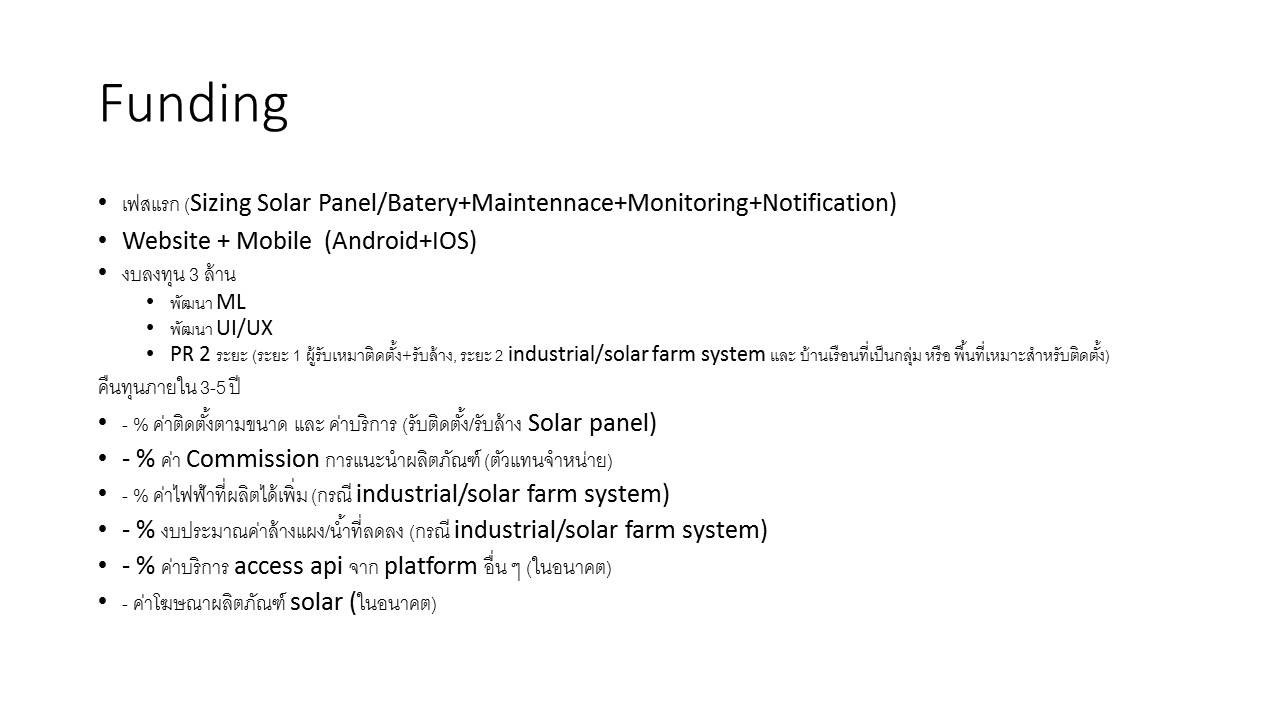 Funding
• เฟสแรก (Sizing Solar Panel/Batery+Maintennace+Monitoring+Notification)
• Website + Mobile (Android+IOS)
• งบลงทุน 3 ล้าน
• พัฒนา ML
• พัฒนา UI/UX
• PR 2 ระยะ (ระยะ 1 ผู้รับเหมาติดตั้ง+รับล้าง, ระยะ 2 industrial/solar farm system และ บ้านเรือนที่เป็นกลุ่ม หรือ พื้นที่เหมาะสำหรับติดตั้ง)
คืนทุนภายใน 3-5 ปี
• - % ค่าติดตั้งตามขนาด และ ค่าบริการ (รับติดตั้ง/รับล้าง Solar panel)
• - % ค่า Commission การแนะนำผลิตภัณฑ์ (ตัวแทนจำหน่าย)
• - % ค่าไฟฟ้าที่ผลิตได้เพิ่ม (กรณี industrial/solar farm system)
• - % งบประมาณค่าล้างแผง/น้ำที่ลดลง (กรณี industrial/solar farm system)
• - % ค่าบริการ access api จาก platform อื่น ๆ (ในอนาคต)
• - ค่าโฆษณาผลิตภัณฑ์ solar (ในอนาคต)